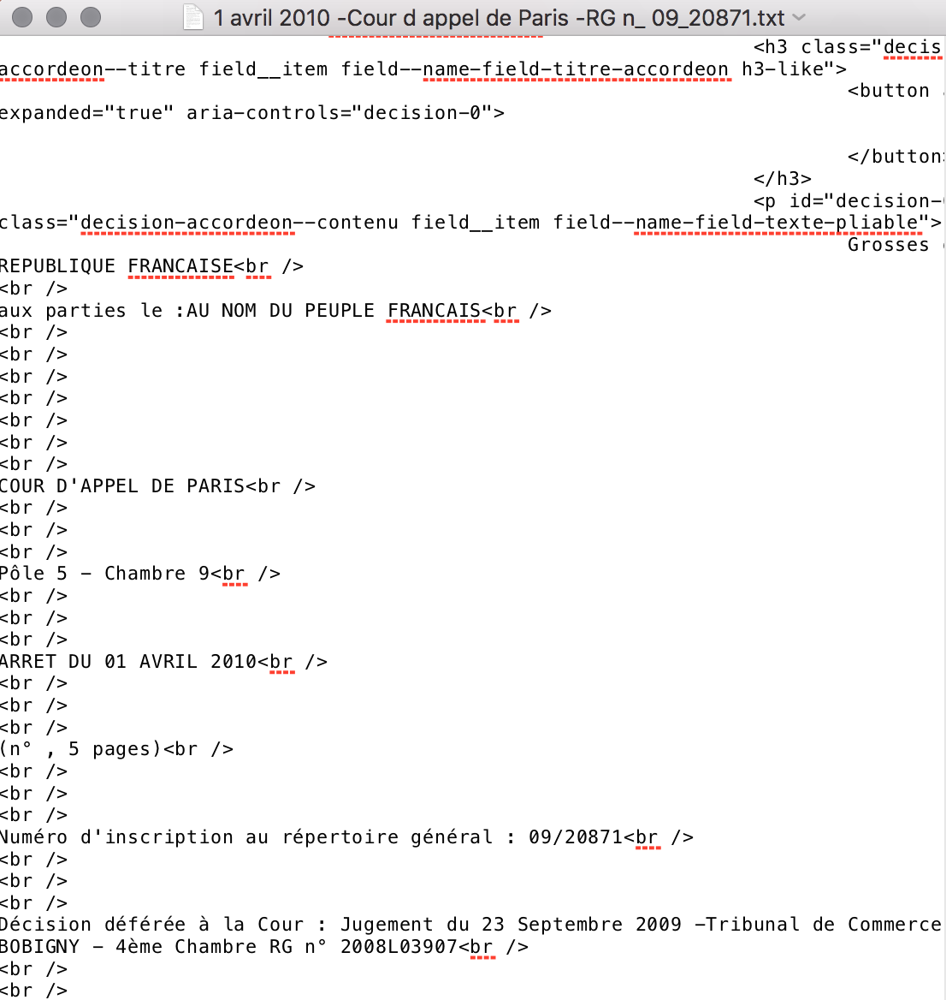 1 avril 2010 -Cour d appel de Paris -RG n_ 09_20871.txt
<h3 class="decis
accordeon--titre field__item field--name-field-titre-accordeon h3-like">
<button
expanded="true" aria-controls="decision-0">
</button>
</h3>
<p id="decision-
class="decision-accordeon--contenu field__item field--name-field-texte-pliable">
Grosses
REPUBLIQUE FRANCAISE<br />
<br />
aux parties le :AU NOM DU PEUPLE FRANCAIS<br />
<br />
<br />
<br />
<br />
<br />
<br />
<br />
COUR D'APPEL DE PARIS<br />
<br />
<br />
<br />
Pôle 5 - Chambre 9<br />
<br />
<br />
<br />
ARRET DU 01 AVRIL 2010<br />
<br />
<br />
<br />
(n° , 5 pages)<br />
<br />
<br />
<br />
Numéro d'inscription au répertoire général : 09/20871<br />
<br />
<br />
<br />
Décision déférée à la Cour : Jugement du 23 Septembre 2009 -Tribunal de Commerce
BOBIGNY - 4ème Chambre RG n° 2008L03907<br />
<br />
<br />